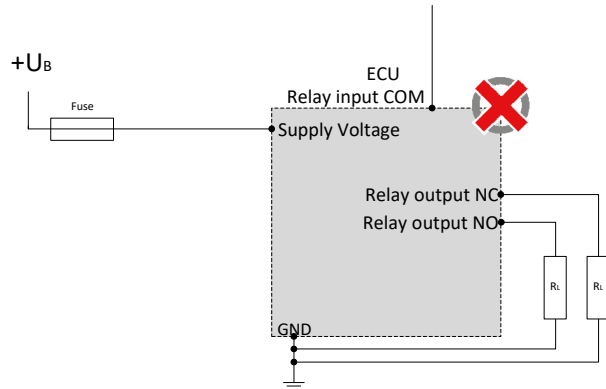 +UB
Fuse
ECU
Relay input COM
Supply Voltage
Relay output NC
Relay output NO
RL
RL
GND